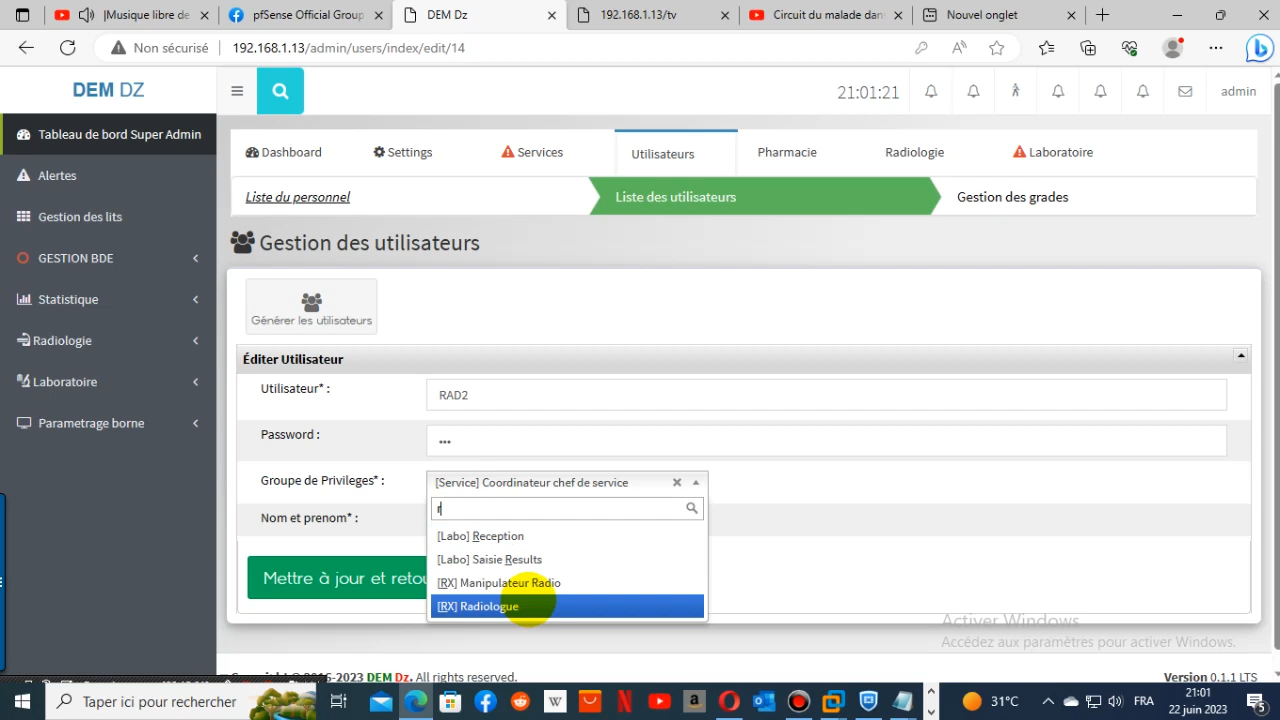 (Musique libre de
pfSense Official Group
DEM Dz
192.168.1.13/tv
Circuit du malade dans
Nouvel onglet
Non sécurisé
192.168.1.13/admin/users/index/edit/14
DEM DZ
21:01:21
admin
Tableau de bord Super Admin
Alertes
Gestion des lits
GESTION BDE
Statistique
Radiologie
Laboratoire
Parametrage borne
Dashboard
Settings
Services
Utilisateurs
Pharmacie
Radiologie
Laboratoire
Liste du personnel
Liste des utilisateurs
Gestion des grades
Gestion des utilisateurs
Générer les utilisateurs
Éditer Utilisateur
Utilisateur* :
RAD2
Password :
•••
Groupe de Privileges* :
[Service] Coordinateur chef de service
r
Nom et prenom* :
[Labo] Reception
[Labo] Saisie Results
[RX] Manipulateur Radio
[RX] Radiologue
Mettre à jour et retou
Activer Windows
Accédez aux paramètres pour activer Windows.
2016-2023 DEM Dz. All rights reserved.
Version 0.1.1 LTS
Taper ici pour rechercher
31°C
FRA
21:01
22 juin 2023
5